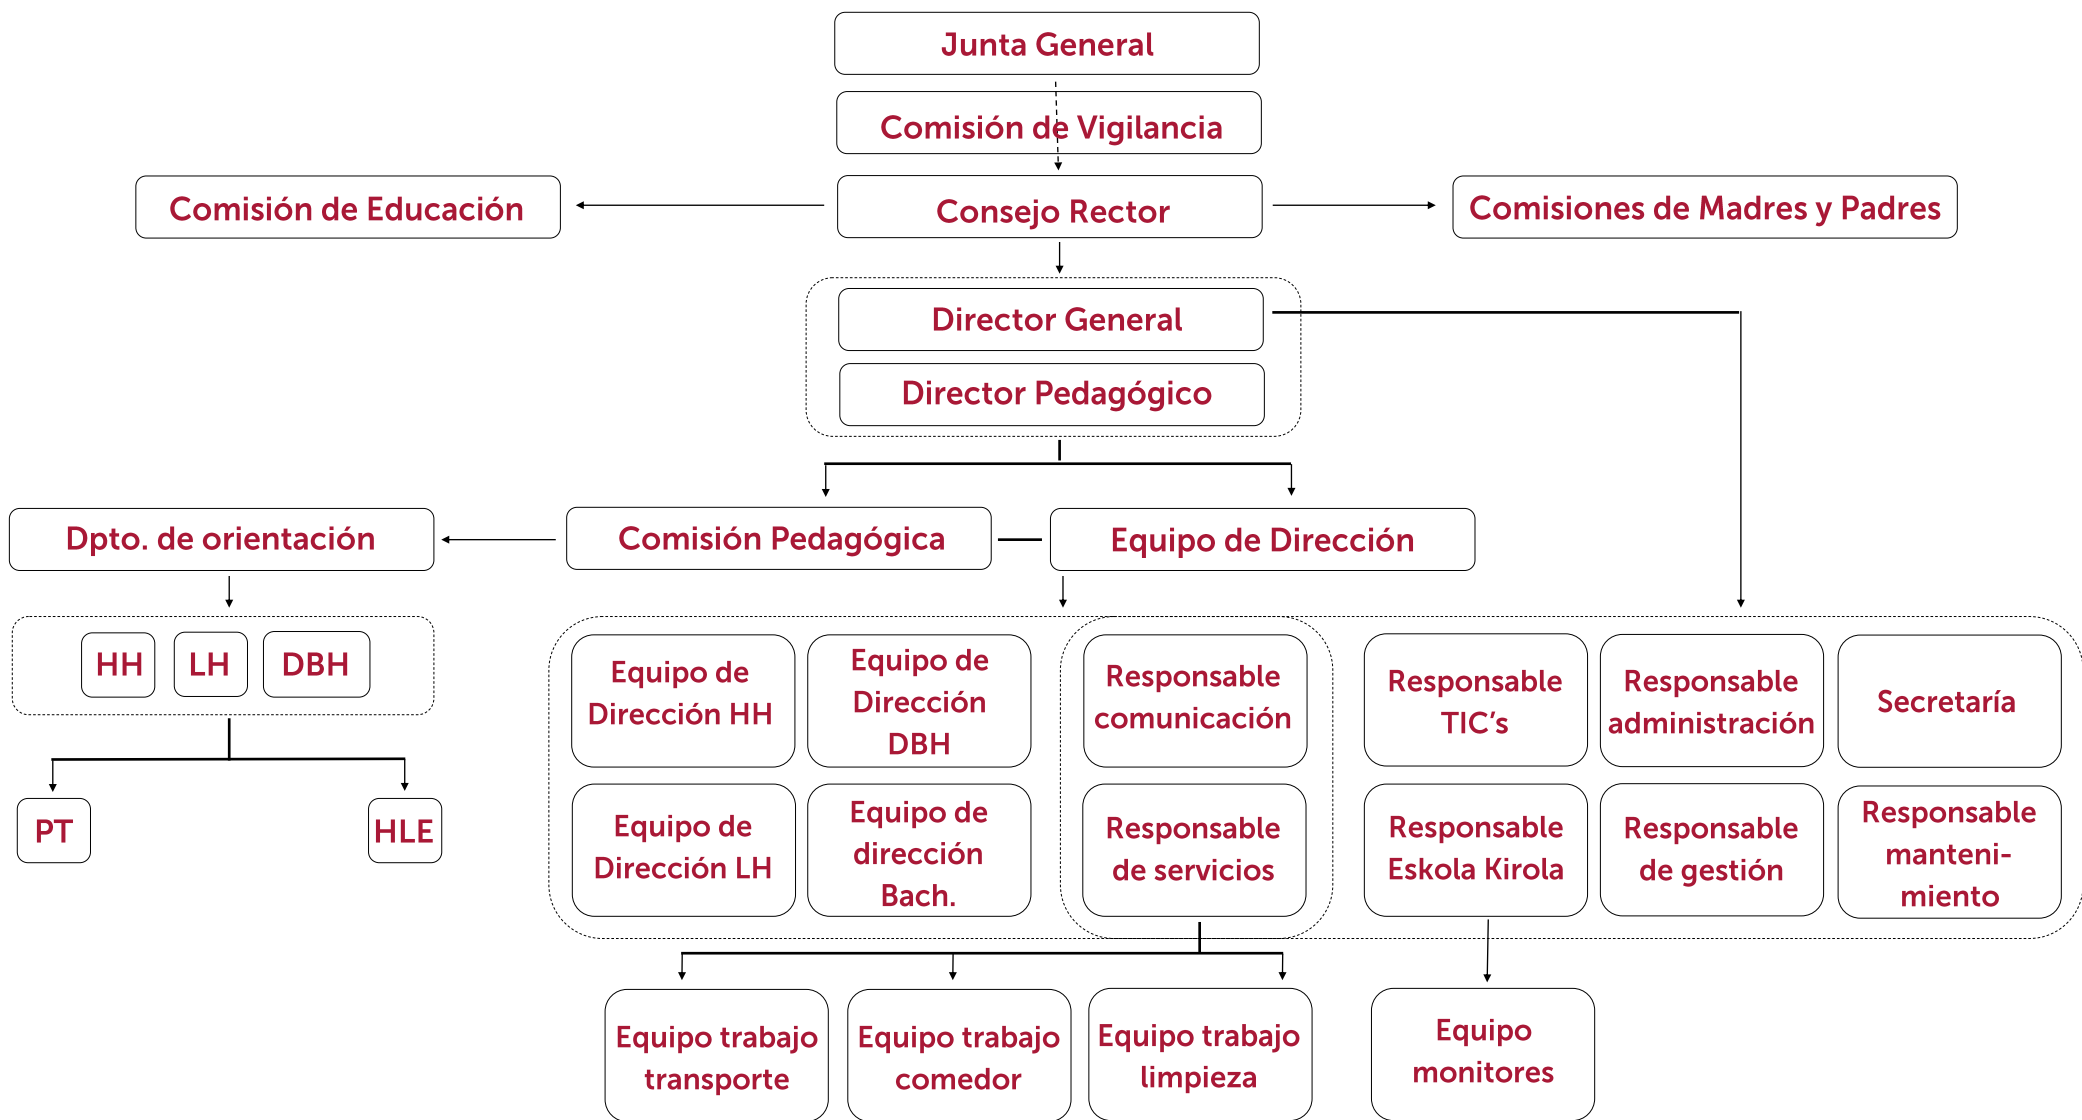 Junta General
Comisión de Vigilancia
Comisión de Educación
Consejo Rector
Comisiones de Madres y Padres
Director General
Director Pedagógico
Dpto. de orientación
Comisión Pedagógica
Equipo de Dirección
HH
LH
DBH
PT
HLE
Equipo de
Dirección HH
Equipo de
Dirección
DBH
Responsable
comunicación
Responsable
TIC’s
Responsable
administración
Secretaría
Equipo de
Dirección LH
Equipo de
dirección
Bach.
Responsable
de servicios
Responsable
Eskola Kirola
Responsable
de gestión
Responsable
manteni-
miento
Equipo trabajo
transporte
Equipo trabajo
comedor
Equipo trabajo
limpieza
Equipo
monitores